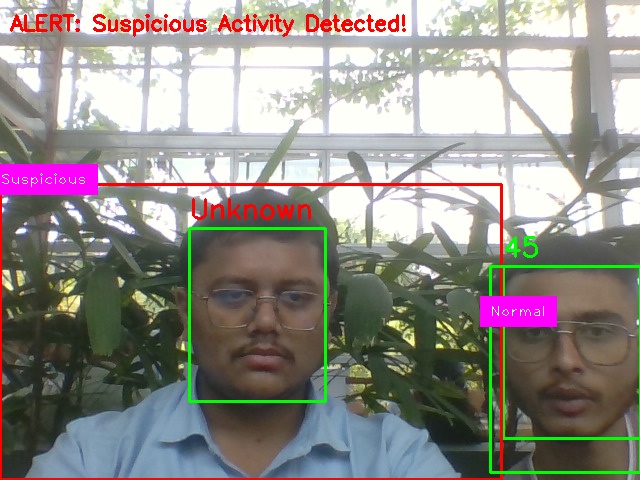 ALERT: Suspicious Activity Detected!
Suspicious
Unknown
45
Normal